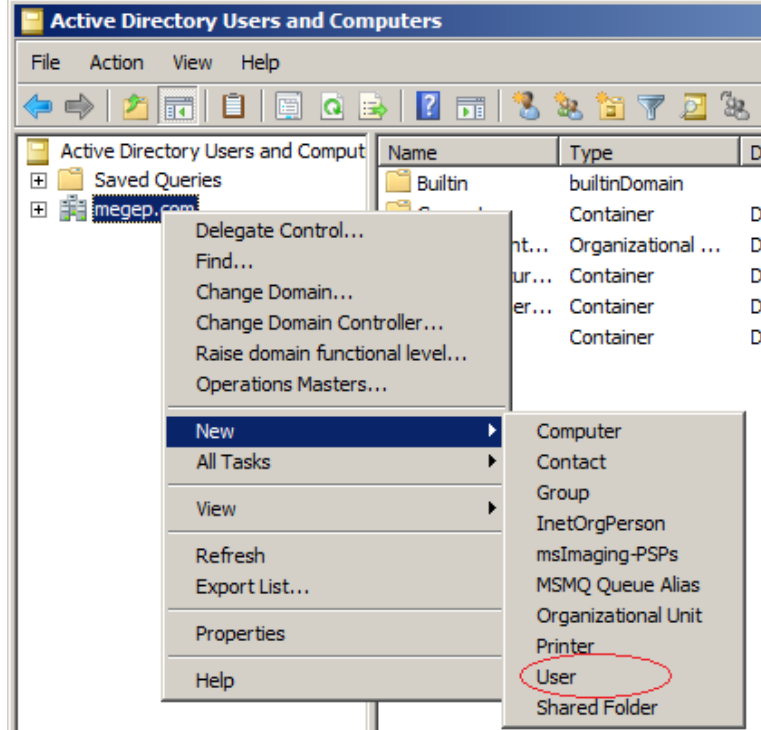 Active Directory Users and Computers
File Action View Help
Active Directory Users and Comput
Saved Queries
megep.com
Name Type D
Builtin builtinDomain
Container D
nt... Organizational ... D
ur... Container D
er... Container D
Container D
Delegate Control...
Find...
Change Domain...
Change Domain Controller...
Raise domain functional level...
Operations Masters...
New
All Tasks
View
Refresh
Export List...
Properties
Help
Computer
Contact
Group
InetOrgPerson
msImaging-PSPs
MSMQ Queue Alias
Organizational Unit
Printer
User
Shared Folder